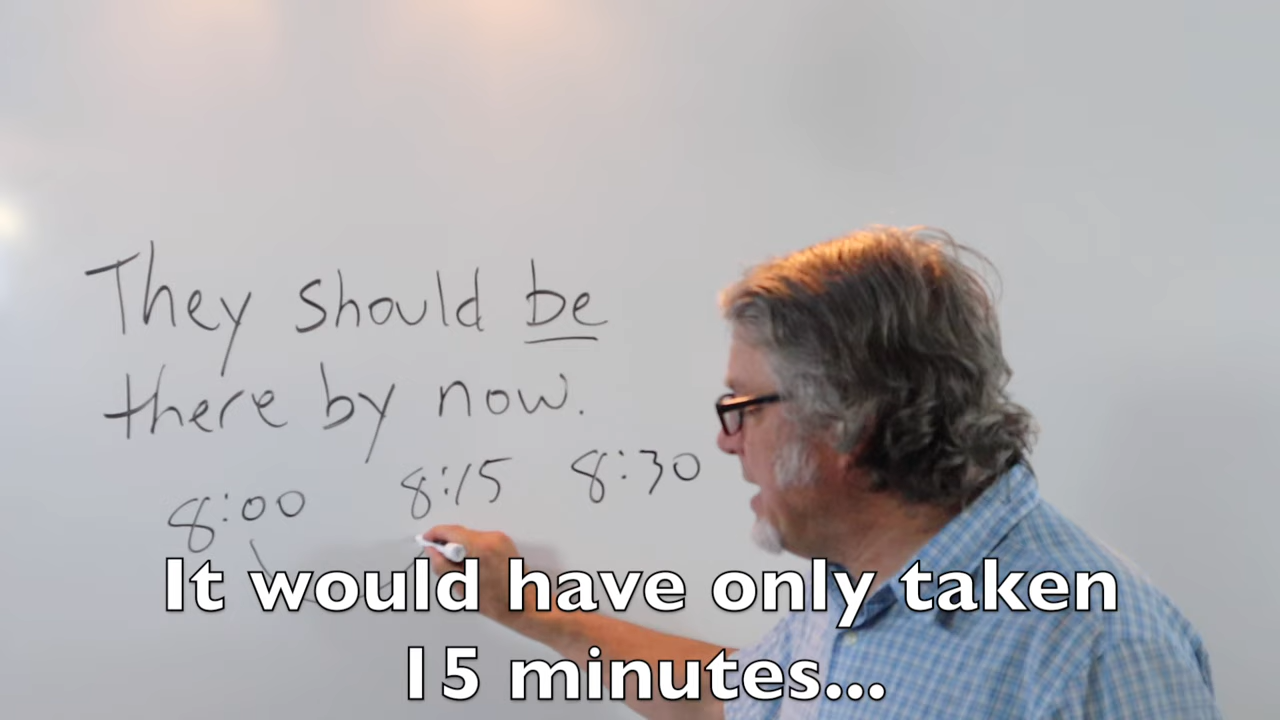 They should be
there by now.
8:00 8:15 8:30
It would have only taken
15 minutes...